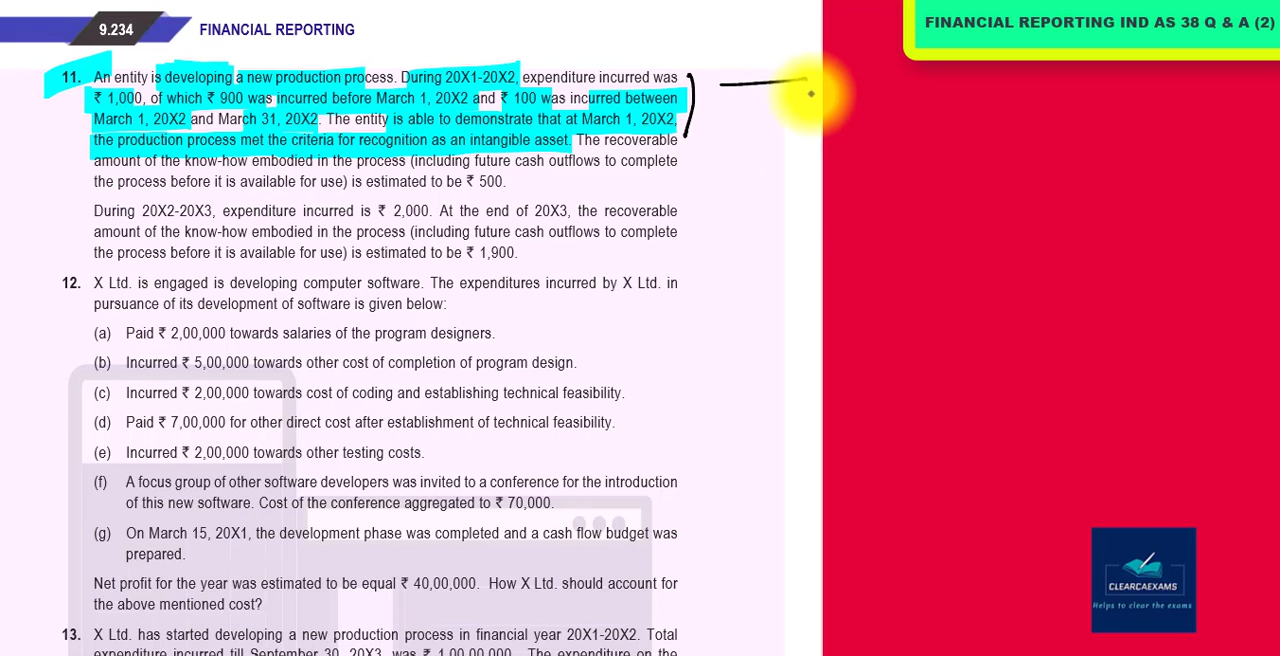 9.234
FINANCIAL REPORTING
FINANCIAL REPORTING IND AS 38 Q & A (2)
11. An entity is developing a new production process. During 20X1-20X2, expenditure incurred was
₹ 1,000, of which ₹ 900 was incurred before March 1, 20X2 and ₹ 100 was incurred between
March 1, 20X2 and March 31, 20X2. The entity is able to demonstrate that at March 1, 20X2,
the production process met the criteria for recognition as an intangible asset. The recoverable
amount of the know-how embodied in the process (including future cash outflows to complete
the process before it is available for use) is estimated to be ₹ 500.
During 20X2-20X3, expenditure incurred is ₹ 2,000. At the end of 20X3, the recoverable
amount of the know-how embodied in the process (including future cash outflows to complete
the process before it is available for use) is estimated to be ₹ 1,900.
12. X Ltd. is engaged is developing computer software. The expenditures incurred by X Ltd. in
pursuance of its development of software is given below:
(a) Paid ₹ 2,00,000 towards salaries of the program designers.
(b) Incurred ₹ 5,00,000 towards other cost of completion of program design.
(c) Incurred ₹ 2,00,000 towards cost of coding and establishing technical feasibility.
(d) Paid ₹ 7,00,000 for other direct cost after establishment of technical feasibility.
(e) Incurred ₹ 2,00,000 towards other testing costs.
(f) A focus group of other software developers was invited to a conference for the introduction
of this new software. Cost of the conference aggregated to ₹ 70,000.
(g) On March 15, 20X1, the development phase was completed and a cash flow budget was
prepared.
Net profit for the year was estimated to be equal ₹ 40,00,000. How X Ltd. should account for
the above mentioned cost?
13. X Ltd. has started developing a new production process in financial year 20X1-20X2. Total
expenditure incurred till September 30, 20X3, was ₹ 1,00,00,000. The expenditure on the
CLEARCAEXAMS
Helps to clear the exams